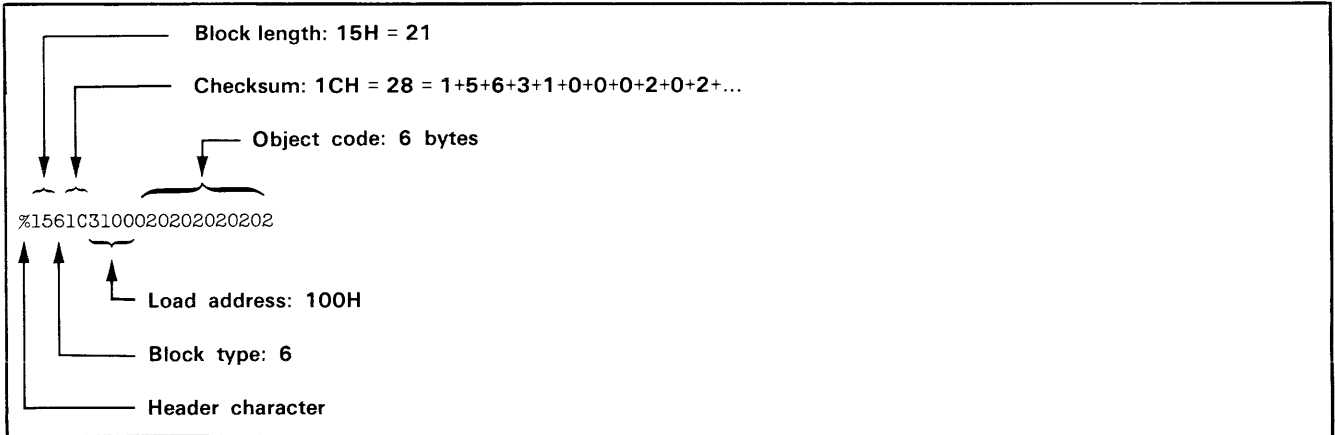 Block length: 15H = 21
Checksum: 1CH = 28 = 1+5+6+3+1+0+0+0+2+0+2+...
Object code: 6 bytes
%1561C3100020202020202
Load address: 100H
Block type: 6
Header character